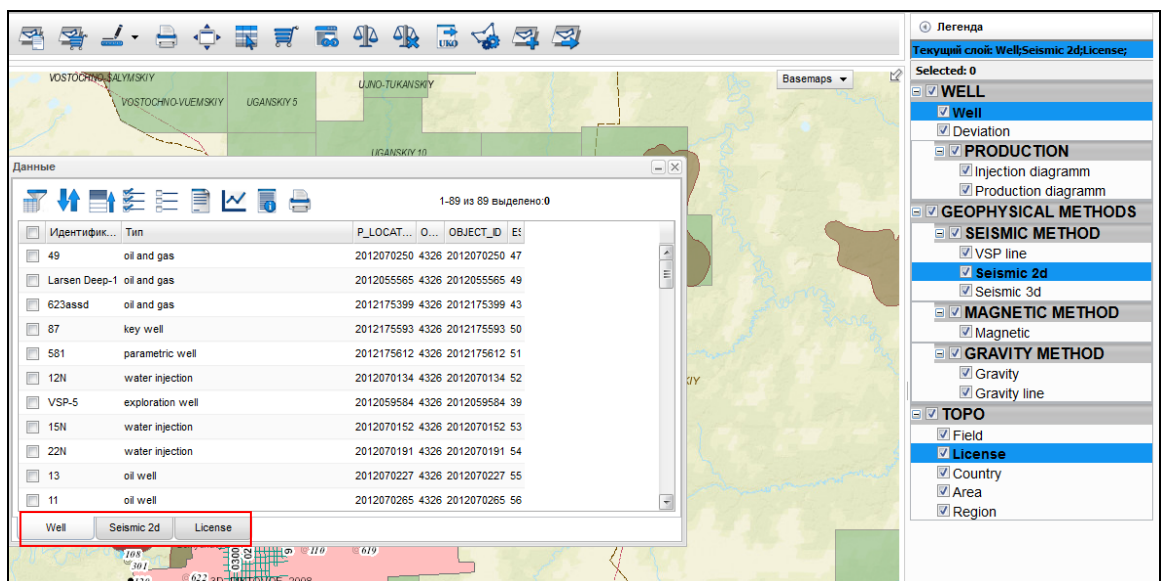 UKO
Легенда
Текущий слой: Well;Seismic 2d;License;
Selected: 0
WELL
Well
Deviation
PRODUCTION
Injection diagramm
Production diagramm
GEOPHYSICAL METHODS
SEISMIC METHOD
VSP line
Seismic 2d
Seismic 3d
MAGNETIC METHOD
Magnetic
GRAVITY METHOD
Gravity
Gravity line
TOPO
Field
License
Country
Area
Region
Basemaps
VOSTOCHNO-SALYMSKIY
UJNO-TUKANSKIY
VOSTOCHNO-VUEMSKIY
UGANSKIY 5
UGANSKIY 10
Данные
1-89 из 89 выделено:0
Идентифик... Тип P_LOCAT... O... OBJECT_ID
49 oil and gas 2012070250 4326 2012070250 47
Larsen Deep-1 oil and gas 2012055565 4326 2012055565 49
623assd oil and gas 2012175399 4326 2012175399 43
87 key well 2012175593 4326 2012175593 50
581 parametric well 2012175612 4326 2012175612 51
12N water injection 2012070134 4326 2012070134 52
VSP-5 exploration well 2012059584 4326 2012059584 39
15N water injection 2012070152 4326 2012070152 53
22N water injection 2012070191 4326 2012070191 54
13 oil well 2012070227 4326 2012070227 55
11 oil well 2012070265 4326 2012070265 56
Well Seismic 2d License
108
301
622
0300
02
9
110
619